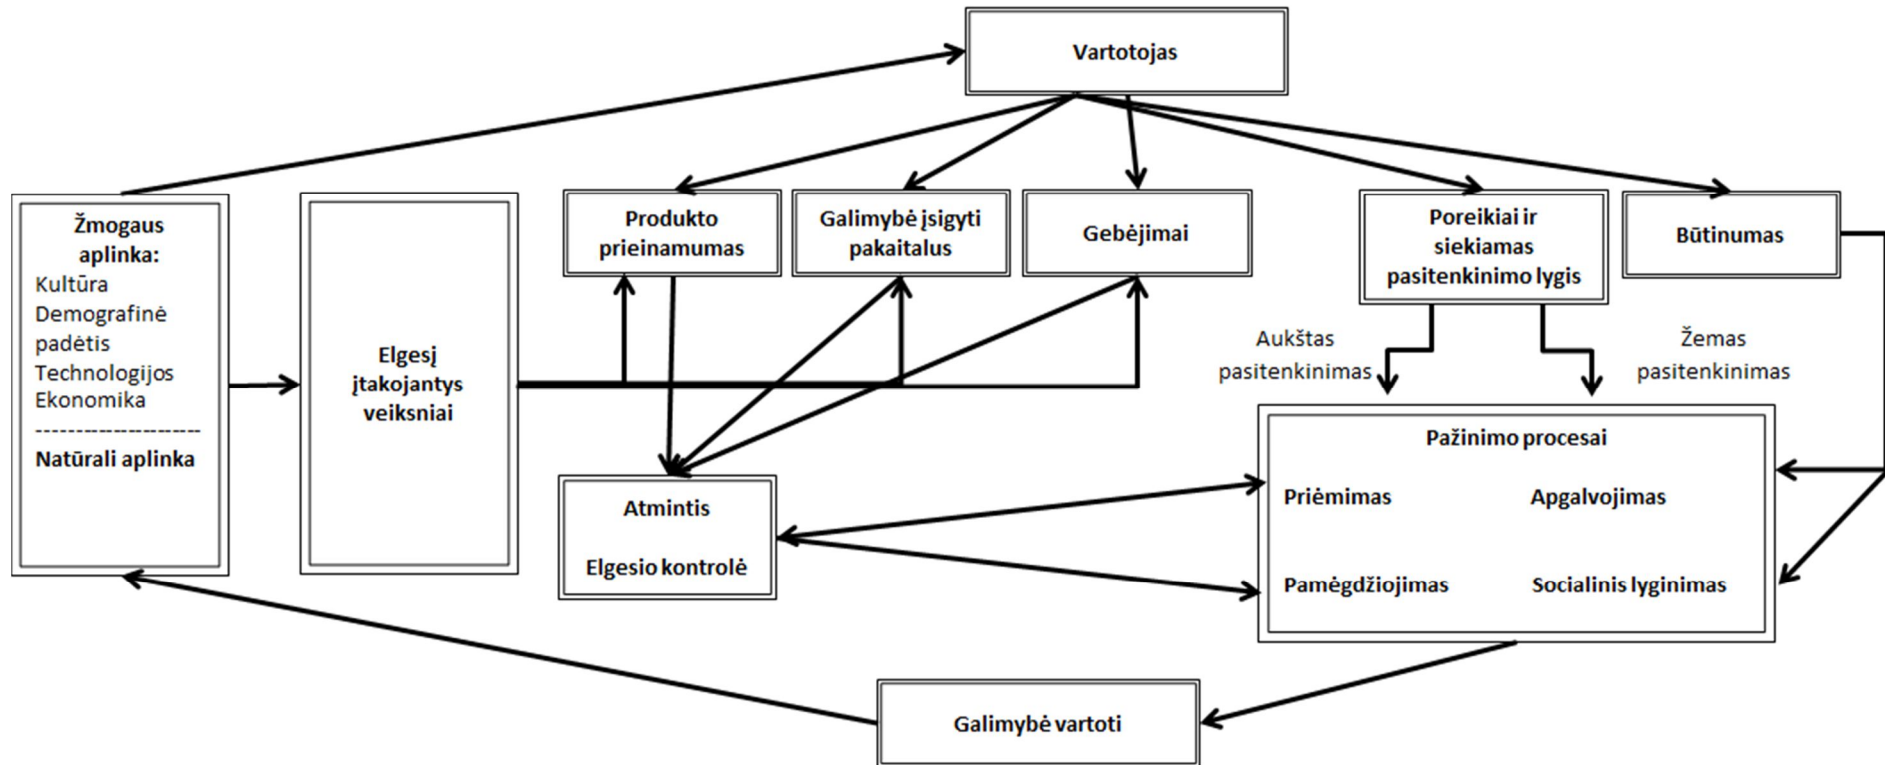 Vartotojas
Žmogaus
aplinka:
Kultūra
Demografinė
padėtis
Technologijos
Ekonomika
--------------------
Natūrali aplinka
Elgesį
įtakojantys
veiksniai
Produkto
prieinamumas
Galimybė įsigyti
pakaitalus
Gebėjimai
Poreikiai ir
siekiamas
pasitenkinimo lygis
Būtinumas
Aukštas
pasitenkinimas
Žemas
pasitenkinimas
Atmintis
Elgesio kontrolė
Pažinimo procesai
Priėmimas Apgalvojimas
Pamėgdžiojimas Socialinis lyginimas
Galimybė vartoti